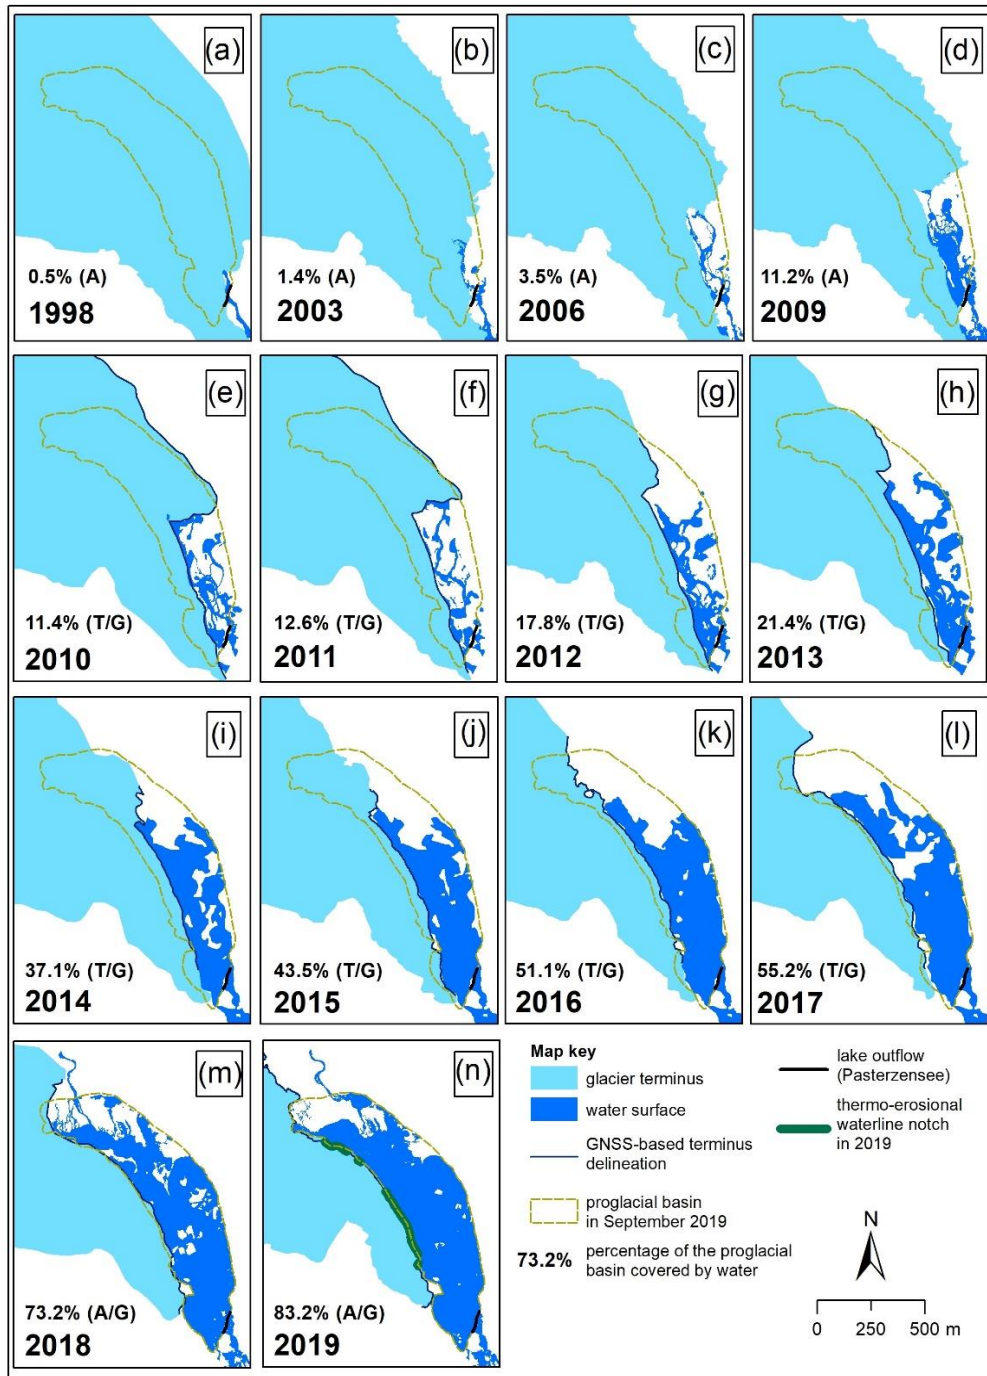 (a)
0.5% (A)
1998
(b)
1.4% (A)
2003
(c)
3.5% (A)
2006
(d)
11.2% (A)
2009
(e)
11.4% (T/G)
2010
(f)
12.6% (T/G)
2011
(g)
17.8% (T/G)
2012
(h)
21.4% (T/G)
2013
(i)
37.1% (T/G)
2014
(j)
43.5% (T/G)
2015
(k)
51.1% (T/G)
2016
(l)
55.2% (T/G)
2017
(m)
73.2% (A/G)
2018
(n)
83.2% (A/G)
2019
Map key
glacier terminus
water surface
GNSS-based terminus
delineation
proglacial basin
in September 2019
73.2% percentage of the proglacial
basin covered by water
lake outflow
(Pasterzensee)
thermo-erosional
waterline notch
in 2019
N
0 250 500 m